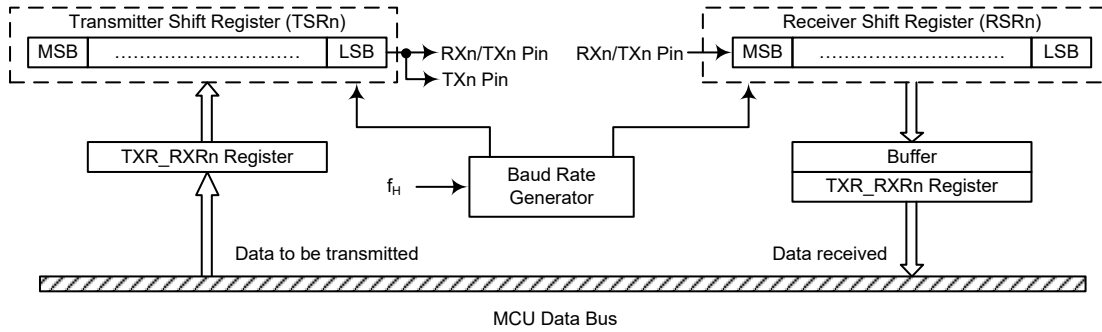 Transmitter Shift Register (TSRn)
MSB ………………………… LSB
RXn/TXn Pin
TXn Pin
Receiver Shift Register (RSRn)
RXn/TXn Pin
MSB ………………………… LSB
TXR_RXRn Register
Baud Rate
Generator
fH
Buffer
TXR_RXRn Register
Data to be transmitted
Data received
MCU Data Bus